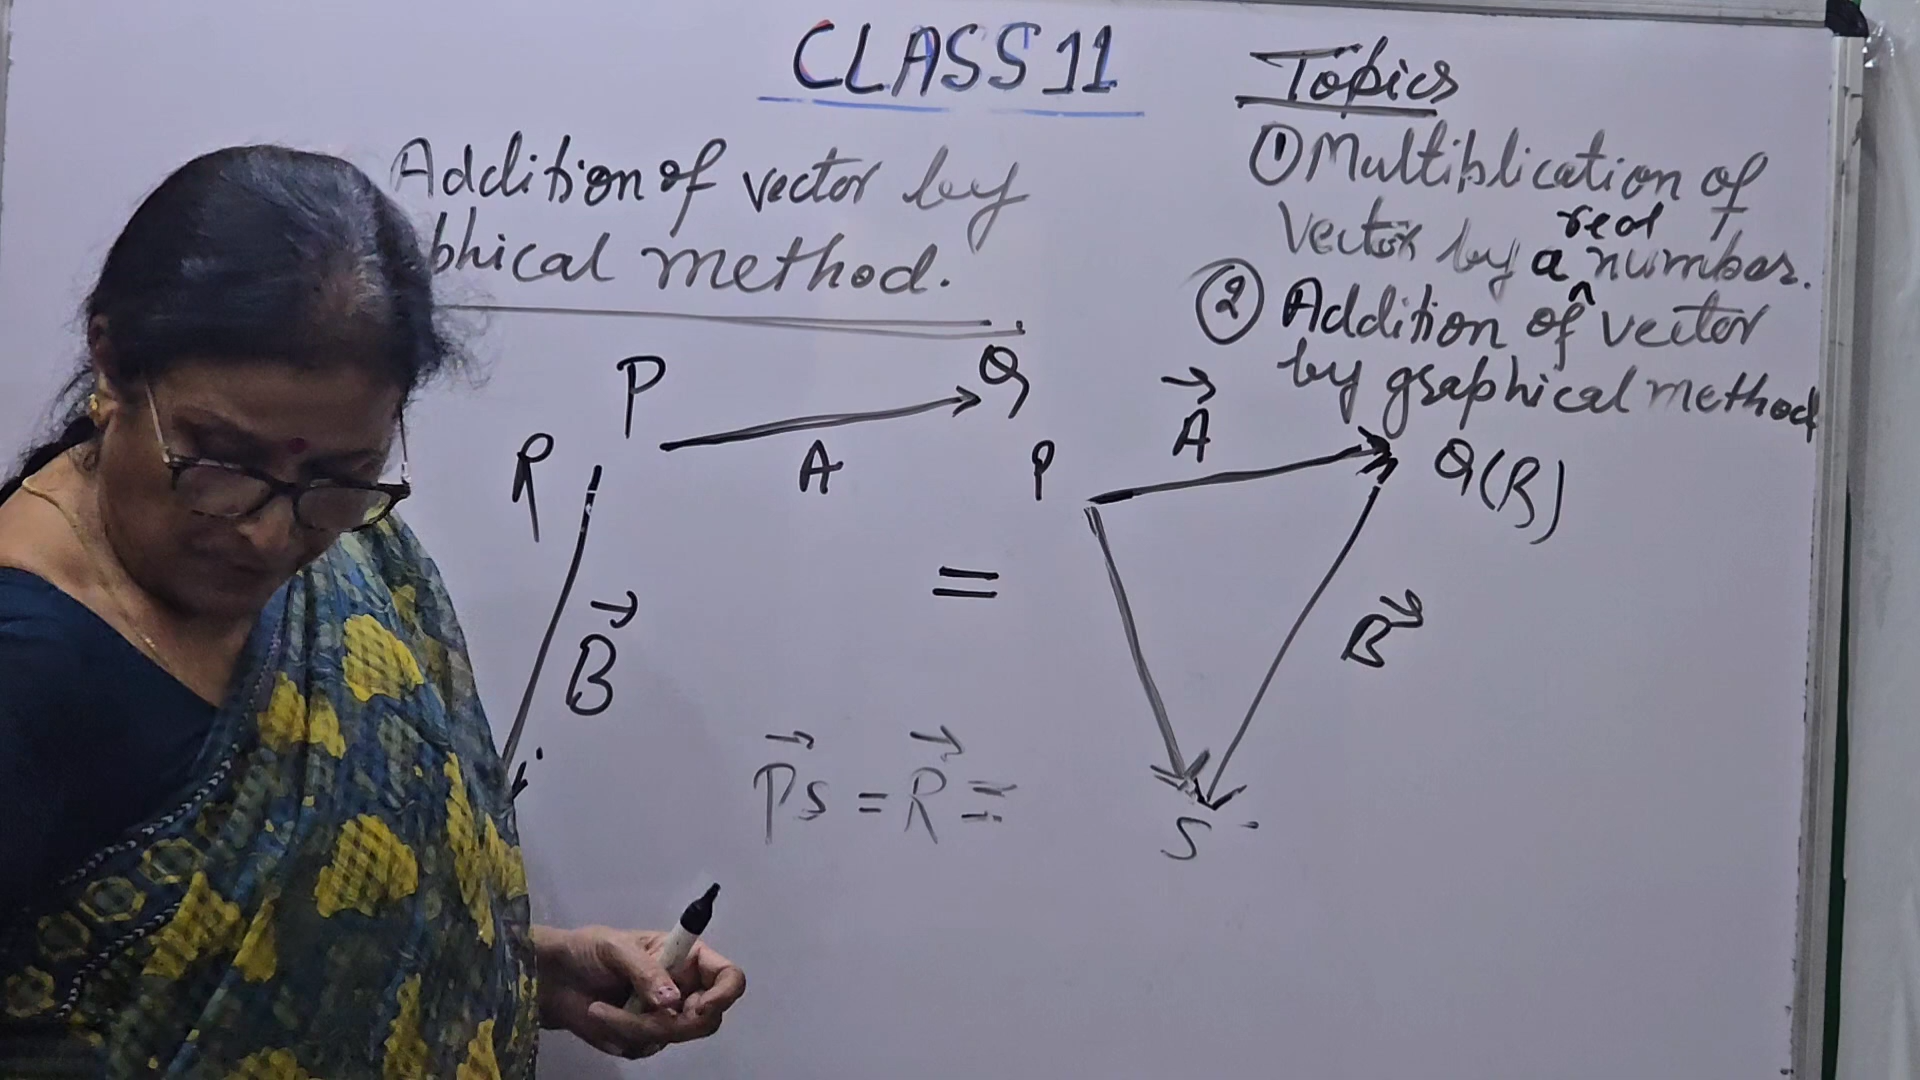 CLASS 11
Addition of vector by
phical method.
Topics
① Multiplication of
vector by a real number.
② Addition of vector
by graphical method
P
Q
A
R
B
=
P
A
Q(R)
B
S
PS = R =